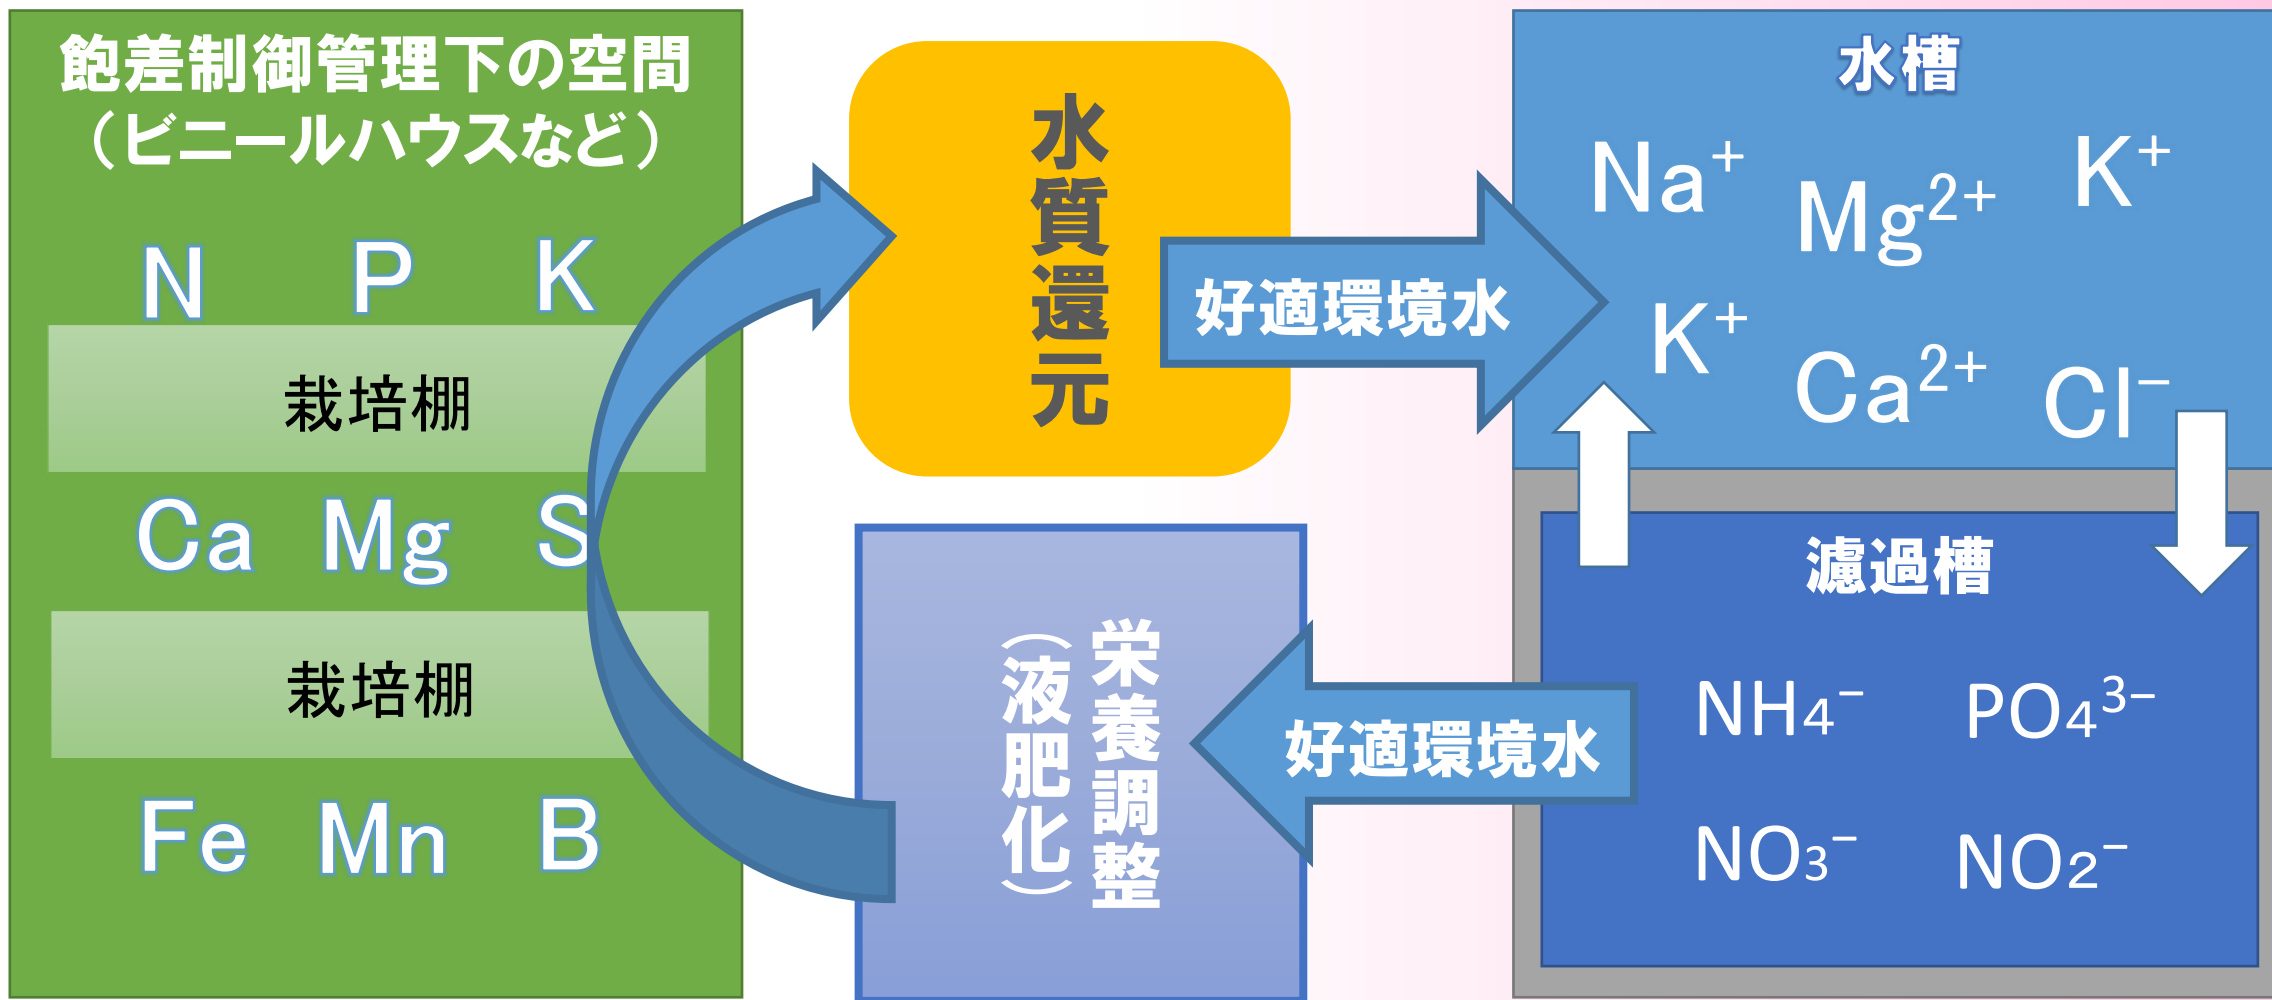 飽差制御管理下の空間
（ビニールハウスなど）
N P K
栽培棚
Ca Mg S
栽培棚
Fe Mn B
水質還元
好適環境水
栄養調整
（液肥化）
好適環境水
水槽
Na⁺ Mg²⁺ K⁺
K⁺ Ca²⁺ Cl⁻
濾過槽
NH₄⁻ PO₄³⁻
NO₃⁻ NO₂⁻